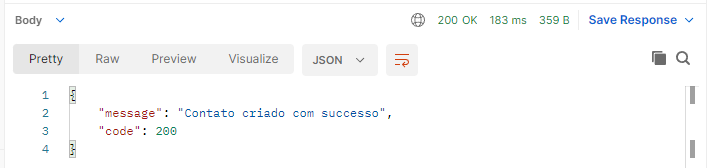 Body 200 OK 183 ms 359 B Save Response
Pretty Raw Preview Visualize JSON
1 {
2 "message": "Contato criado com successo",
3 "code": 200
4 }